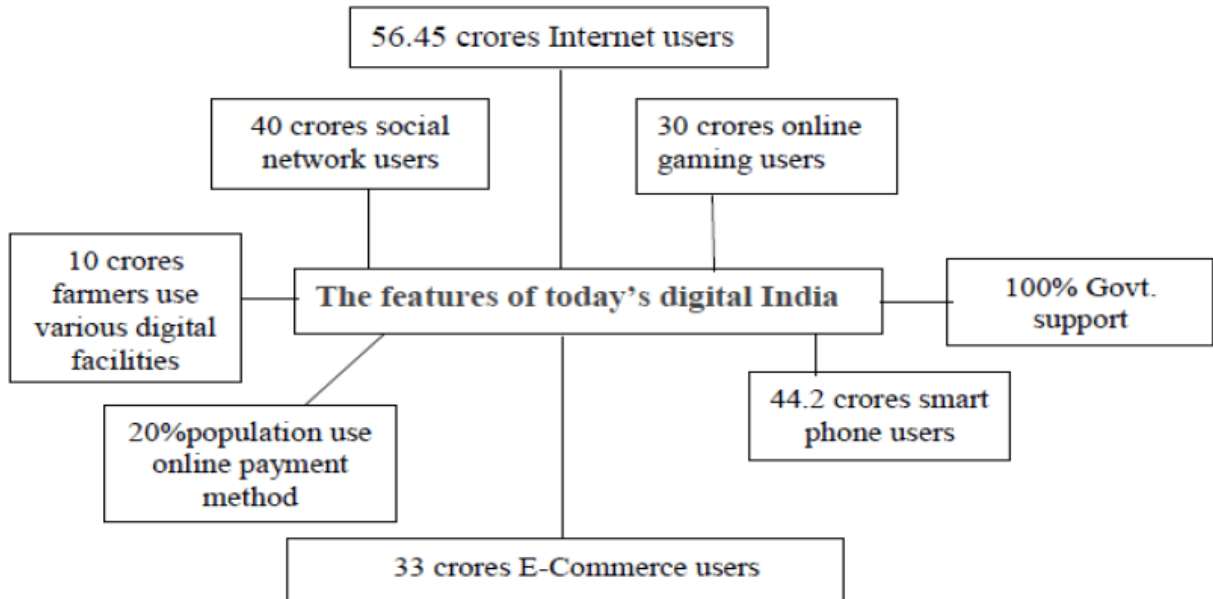 56.45 crores Internet users
40 crores social
network users
30 crores online
gaming users
10 crores
farmers use
various digital
facilities
The features of today's digital India
100% Govt.
support
20%population use
online payment
method
44.2 crores smart
phone users
33 crores E-Commerce users